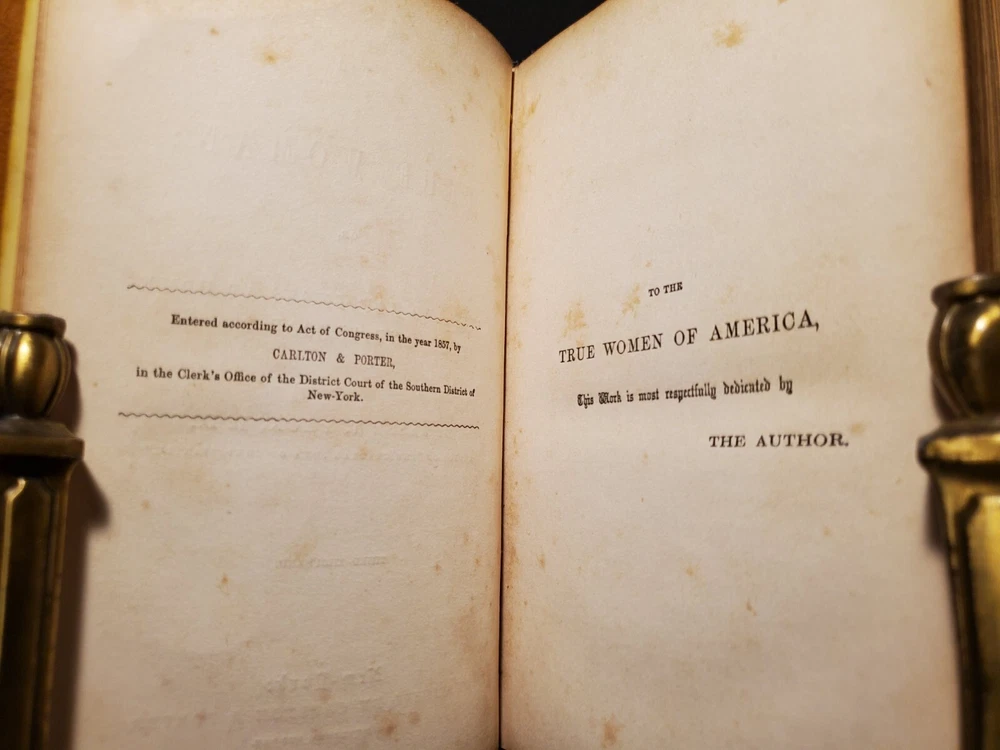 Entered according to Act of Congress, in the year 1857, by
CARLTON & PORTER,
in the Clerk's Office of the District Court of the Southern District of
New-York.
TO THE
TRUE WOMEN OF AMERICA,
This Work is most respectfully dedicated by
THE AUTHOR.